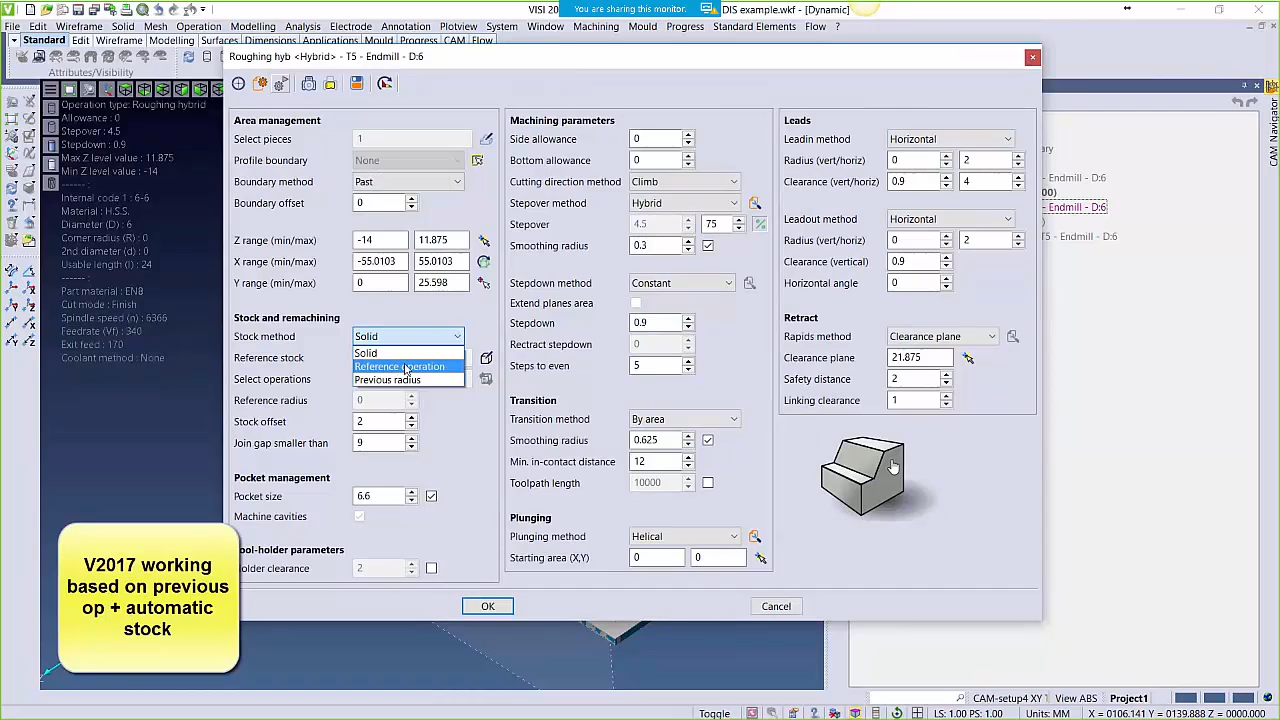 VISI 20
You are sharing this monitor.
DIS example.wkf - [Dynamic]
Edit Wireframe Modelling Operation Modelling Analysis Electrode Annotation Plotview System Window Machining Mould Progress Standard Elements Flow ?
Standard Edit Wireframe Modelling Surfaces Dimensions Applications Mould Progress CAM Flow
Attributes/Visibility
Roughing hyb <Hybrid> - T5 - Endmill - D:6
Operation type: Roughing hybrid
Allowance : 0
Stepover : 4.5
Stepdown : 0.9
Max Z level value : 11.875
Min Z level value : -14
------ :
Internal code 1 : 6-6
Material : H.S.S.
Diameter (D) : 6
Corner radius (R) : 0
2nd diameter (d) : 0
Usable length (i) : 24
------ :
Part material : EN8
Cut mode : Finish
Spindle speed (n) : 6366
Feedrate (Vf) : 340
Exit feed : 170
Coolant method : None
Area management
Select pieces 1
Profile boundary None
Boundary method Past
Boundary offset 0
Z range (min/max) -14 11.875
X range (min/max) -55.0103 55.0103
Y range (min/max) 0 25.598
Stock and remachining
Stock method Solid
Solid
Reference stock
Reference operation
Select operations
Previous radius
Reference radius 0
Stock offset 2
Join gap smaller than 9
Pocket management
Pocket size 6.6
Machine cavities
ool-holder parameters
older clearance 2
Machining parameters
Side allowance 0
Bottom allowance 0
Cutting direction method Climb
Stepover method Hybrid
Stepover 4.5 75
Smoothing radius 0.3
Stepdown method Constant
Extend planes area
Stepdown 0.9
Rectract stepdown 0
Steps to even 5
Transition
Transition method By area
Smoothing radius 0.625
Min. in-contact distance 12
Toolpath length 10000
Plunging
Plunging method Helical
Starting area (X,Y) 0 0
Leads
Leadin method Horizontal
Radius (vert/horiz) 0 2
Clearance (vert/horiz) 0.9 4
Leadout method Horizontal
Radius (vert/horiz) 0 2
Clearance (vertical) 0.9
Horizontal angle 0
Retract
Rapids method Clearance plane
Clearance plane 21.875
Safety distance 2
Linking clearance 1
OK Cancel
V2017 working
based on previous
op + automatic
stock
ary
- Endmill - D:6
00)
- Endmill - D:6
)
T5 - Endmill - D:6
CAM Navigator
CAM-setup4 XY T View ABS Project1
Toggle LS: 1.00 PS: 1.00 Units: MM X = 0106.141 Y = 0139.888 Z = 0000.000